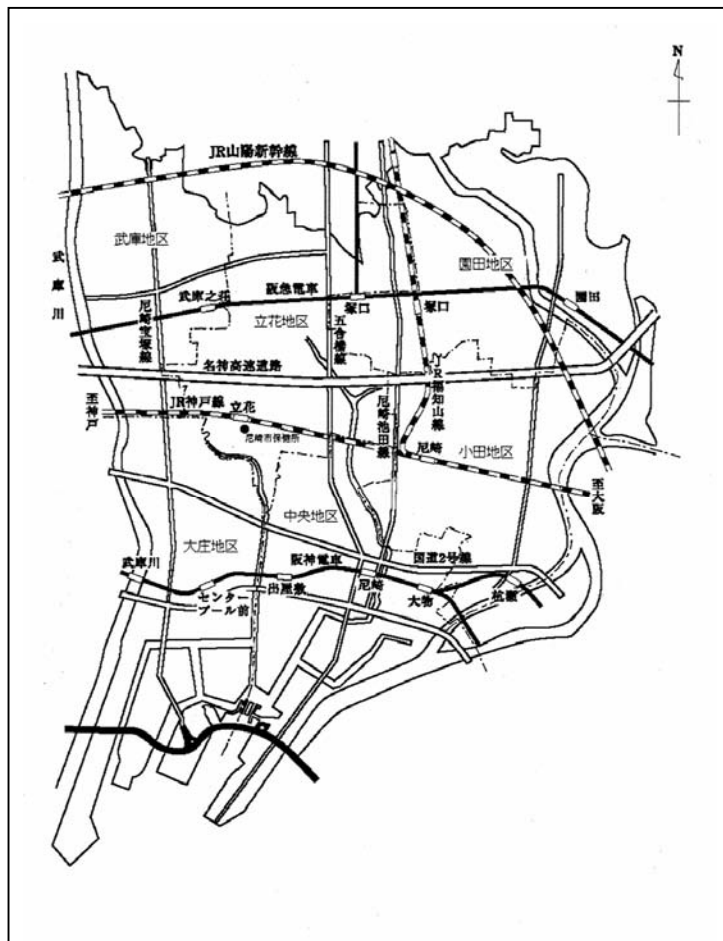 N
JR山陽新幹線
武庫地区
園田地区
武庫川
武庫之荘
阪急電車
塚口
塚口
園田
尼崎宝塚線
立花地区
五合橋線
名神高速道路
JR福知山線
至神戸
JR神戸線
立花
尼崎市保健所
尼崎池田線
尼崎
小田地区
至大阪
中央地区
大庄地区
武庫川
阪神電車
国道2号線
センター
プール前
出屋敷
尼崎
大物
杭瀬